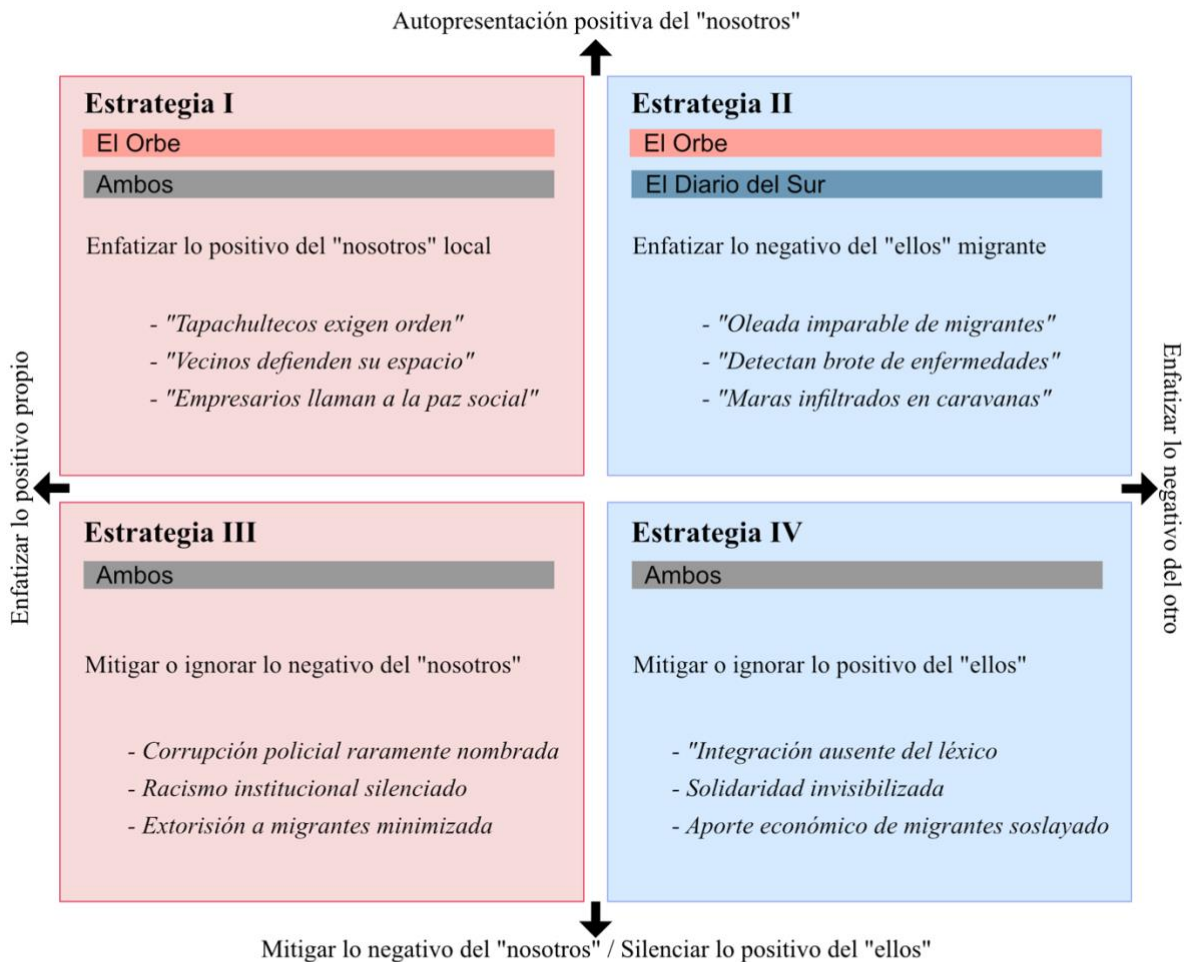 Autopresentación positiva del "nosotros"
Estrategia I
El Orbe
Ambos
Enfatizar lo positivo del "nosotros" local
- "Tapachultecos exigen orden"
- "Vecinos defienden su espacio"
- "Empresarios llaman a la paz social"
Estrategia II
El Orbe
El Diario del Sur
Enfatizar lo negativo del "ellos" migrante
- "Oleada imparable de migrantes"
- "Detectan brote de enfermedades"
- "Maras infiltrados en caravanas"
Enfatizar lo positivo propio
Enfatizar lo negativo del otro
Estrategia III
Ambos
Mitigar o ignorar lo negativo del "nosotros"
- Corrupción policial raramente nombrada
- Racismo institucional silenciado
- Extorisión a migrantes minimizada
Estrategia IV
Ambos
Mitigar o ignorar lo positivo del "ellos"
- "Integración ausente del léxico
- Solidaridad invisibilizada
- Aporte económico de migrantes soslayado
Mitigar lo negativo del "nosotros" / Silenciar lo positivo del "ellos"